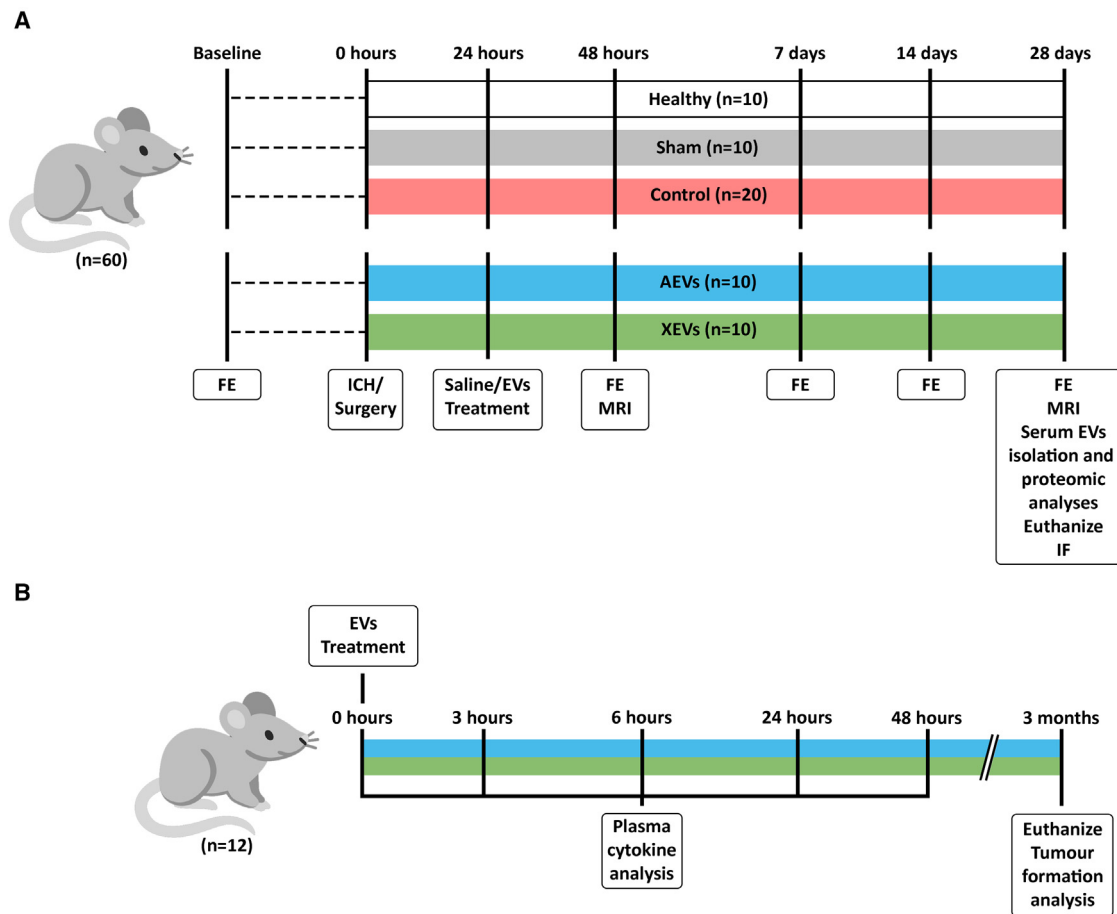 A
Baseline
0 hours
24 hours
48 hours
7 days
14 days
28 days
Healthy (n=10)
Sham (n=10)
Control (n=20)
(n=60)
AEVs (n=10)
XEVs (n=10)
FE
ICH/
Surgery
Saline/EVs
Treatment
FE
MRI
FE
FE
FE
MRI
Serum EVs
isolation and
proteomic
analyses
Euthanize
IF
B
EVs
Treatment
0 hours
3 hours
6 hours
24 hours
48 hours
3 months
(n=12)
Plasma
cytokine
analysis
Euthanize
Tumour
formation
analysis